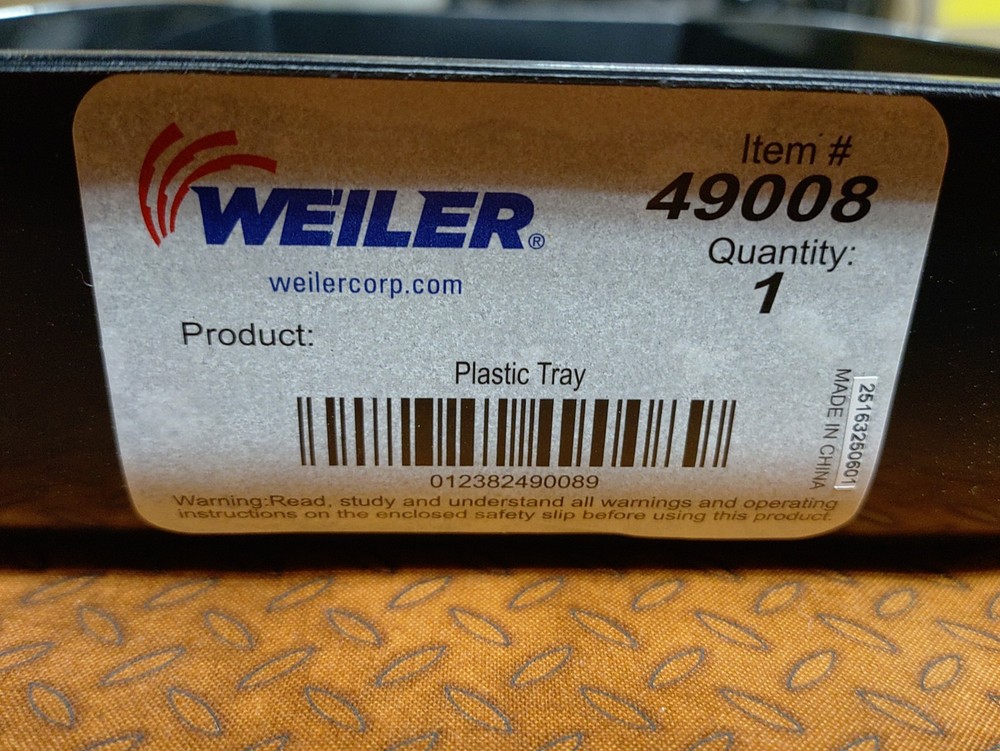 WEILER®
weilercorp.com
Item #
49008
Quantity:
1
Product:
Plastic Tray
012382490089
MADE IN CHINA
25163250601
Warning:Read, study and understand all warnings and operating
instructions on the enclosed safety slip before using this product.